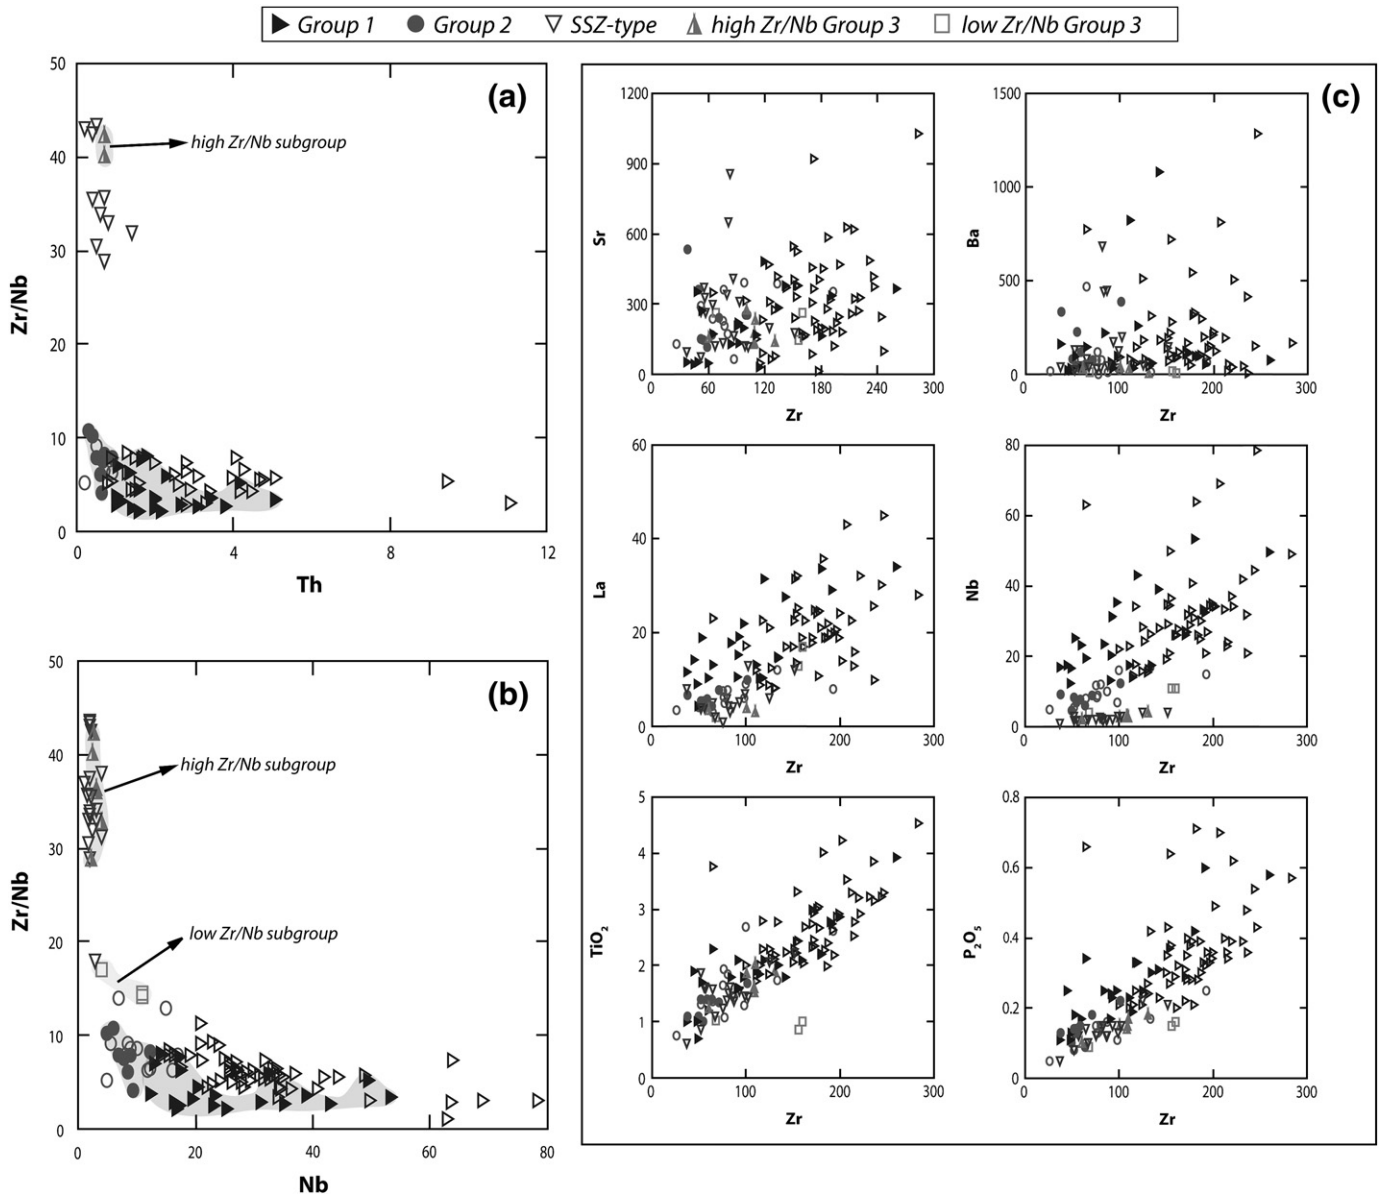 Group 1 Group 2 SSZ-type high Zr/Nb Group 3 low Zr/Nb Group 3
(a)
50
40
30
20
10
0
Zr/Nb
high Zr/Nb subgroup
0 4 8 12
Th
(b)
50
40
30
20
10
0
Zr/Nb
high Zr/Nb subgroup
low Zr/Nb subgroup
0 20 40 60 80
Nb
(c)
1200
900
600
300
0
Sr
0 60 120 180 240 300
Zr
1500
1000
500
0
Ba
0 100 200 300
Zr
60
40
20
0
La
0 100 200 300
Zr
80
60
40
20
0
Nb
0 100 200 300
Zr
5
4
3
2
1
0
TiO2
0 100 200 300
Zr
0.8
0.6
0.4
0.2
0
P2O5
0 100 200 300
Zr